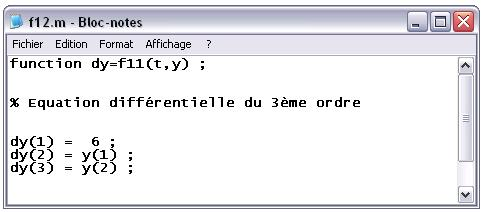 f12.m - Bloc-notes
Fichier Edition Format Affichage ?
function dy=f11(t,y) ;
% Equation différentielle du 3ème ordre
dy(1) = 6 ;
dy(2) = y(1) ;
dy(3) = y(2) ;